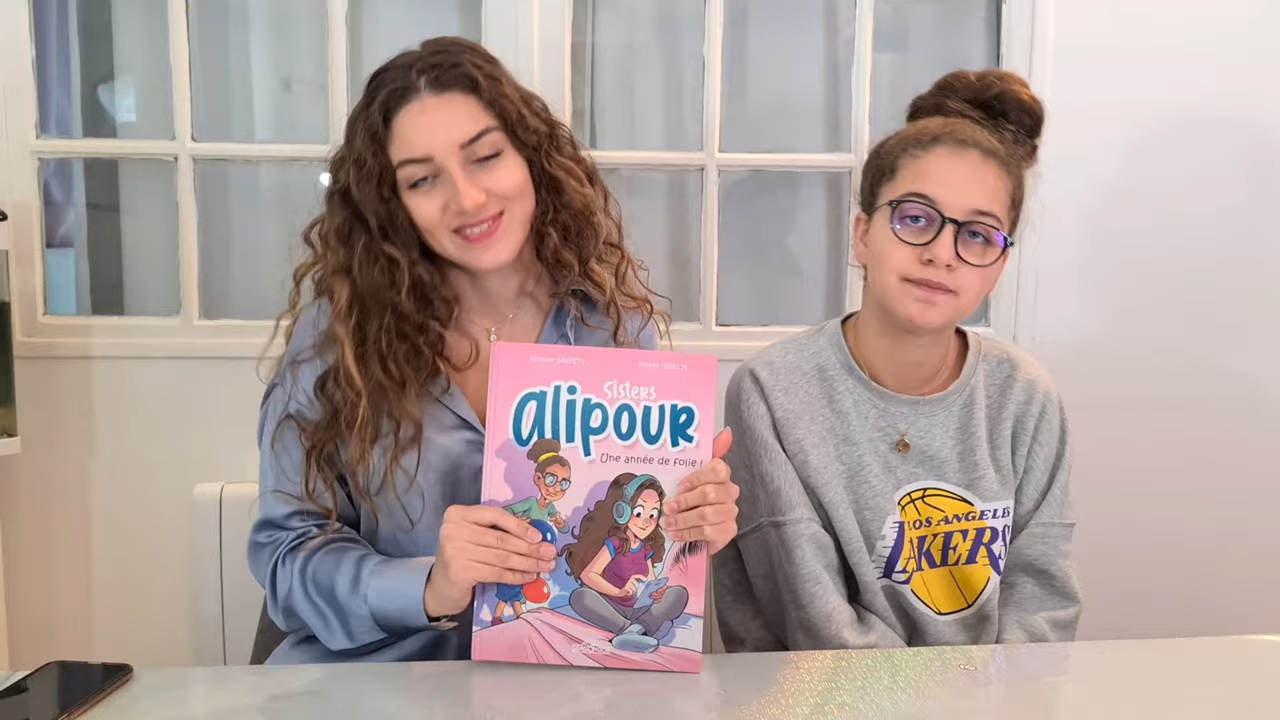 Sisters
alipour
Une année de folie !
LOS ANGELES
LAKERS